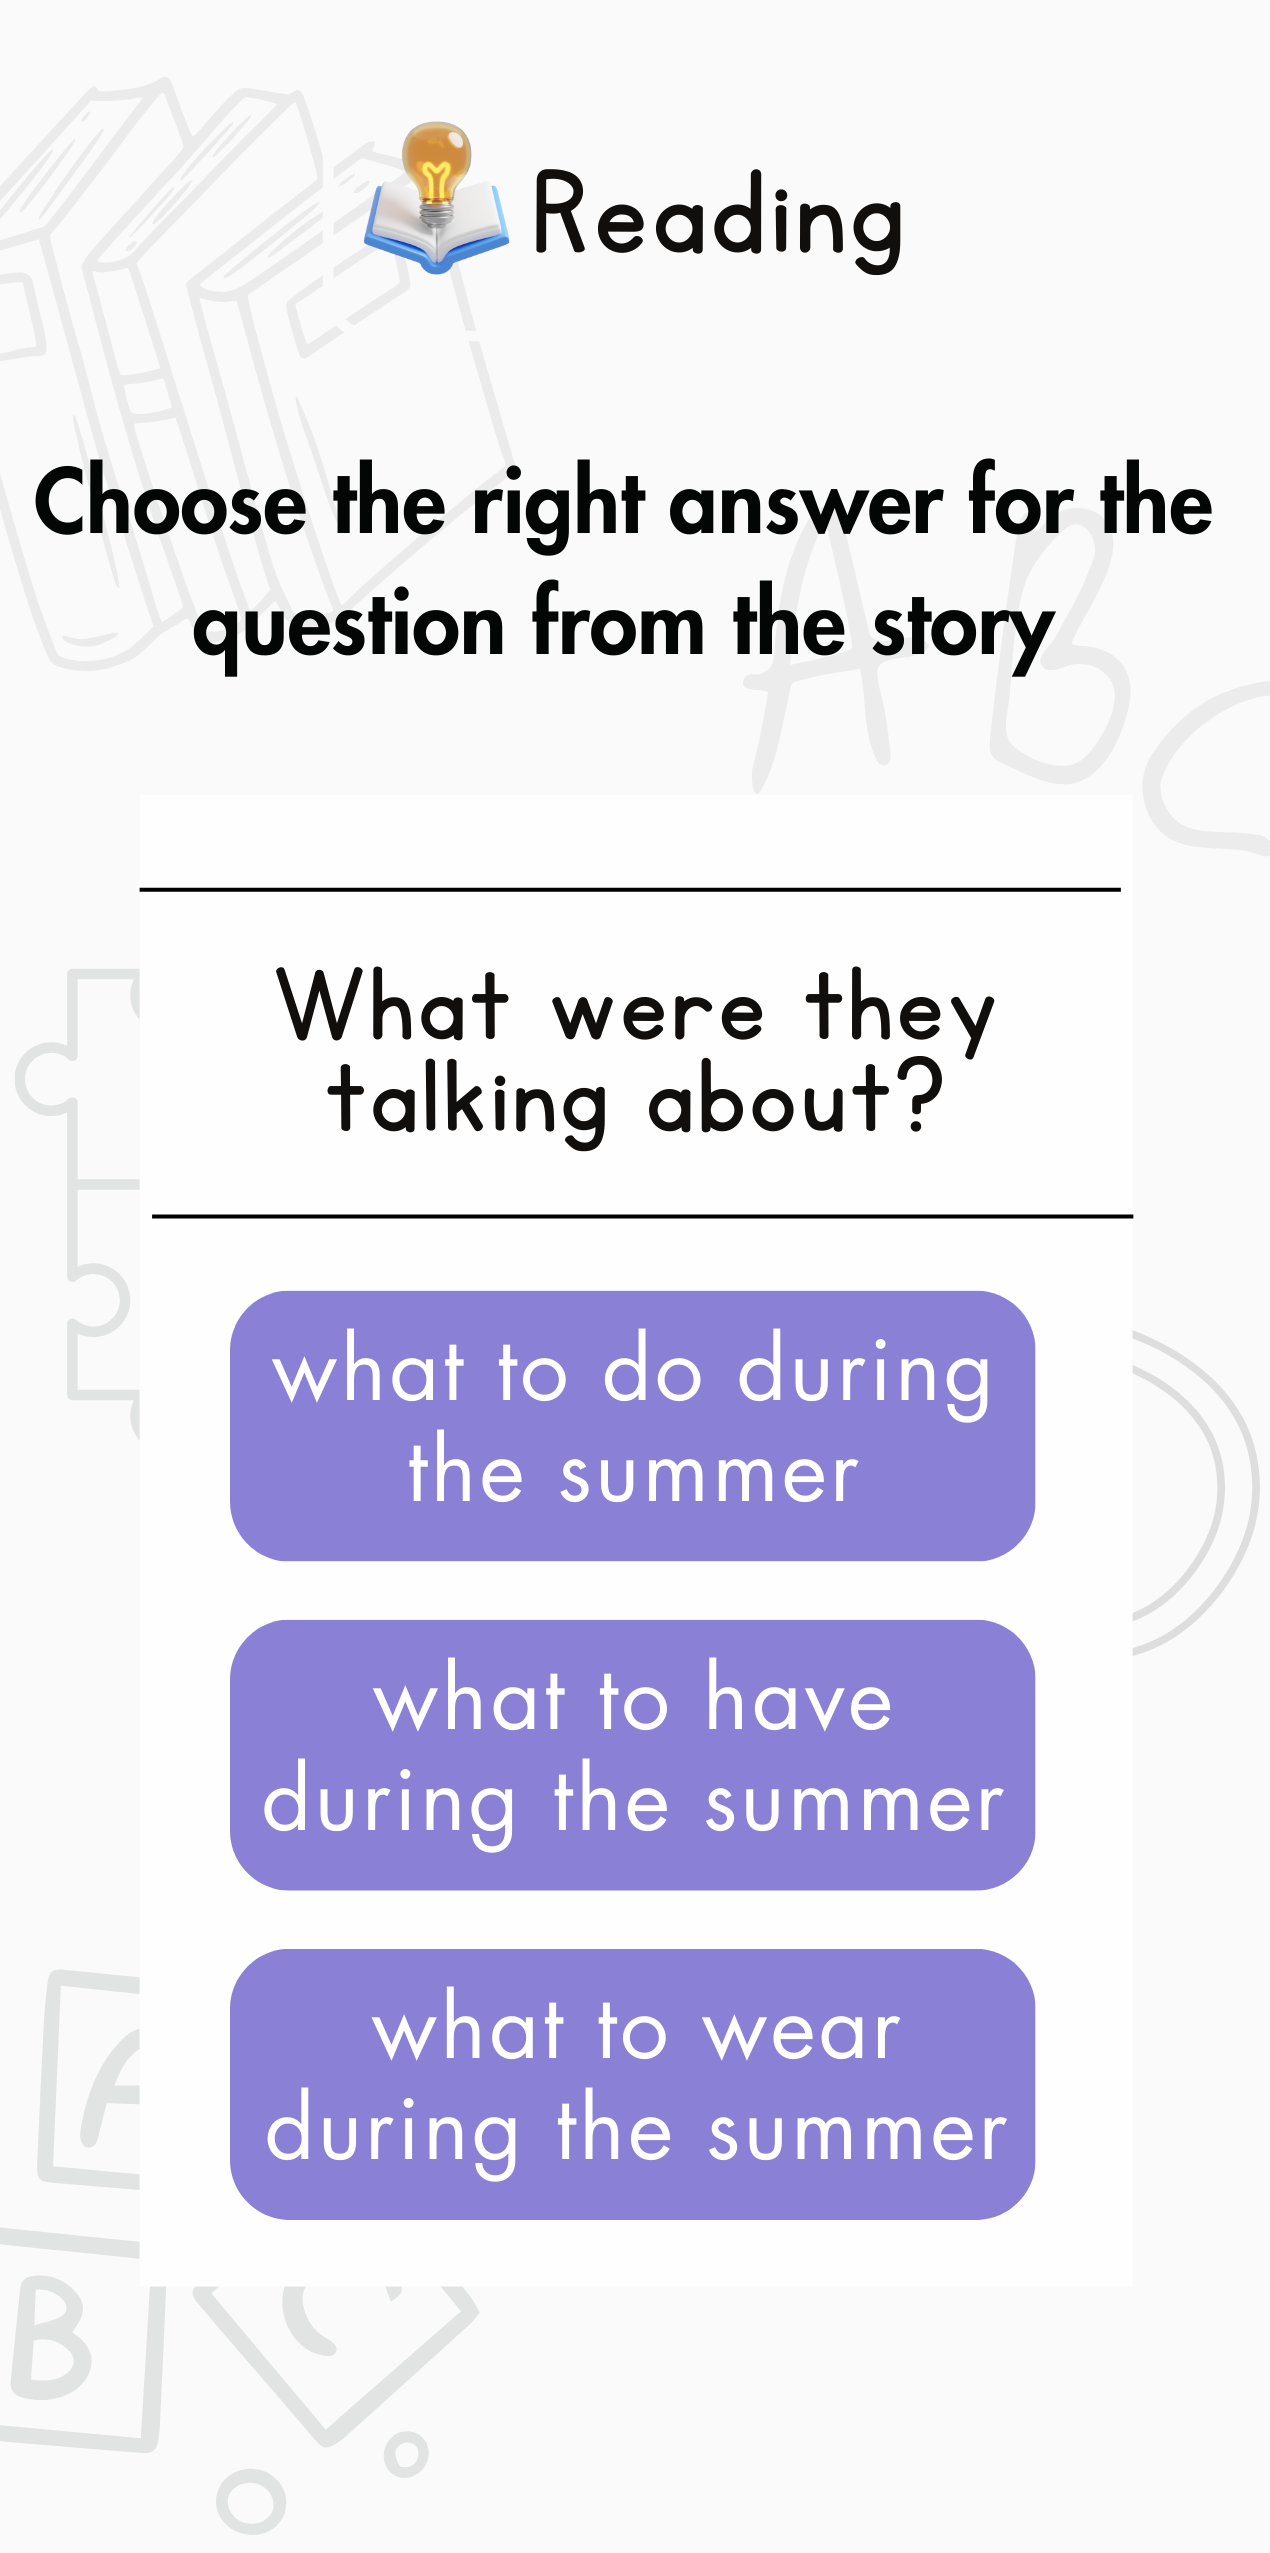 Reading
Choose the right answer for the
question from the story
What were they
talking about?
what to do during
the summer
what to have
during the summer
what to wear
during the summer
A B
A
B